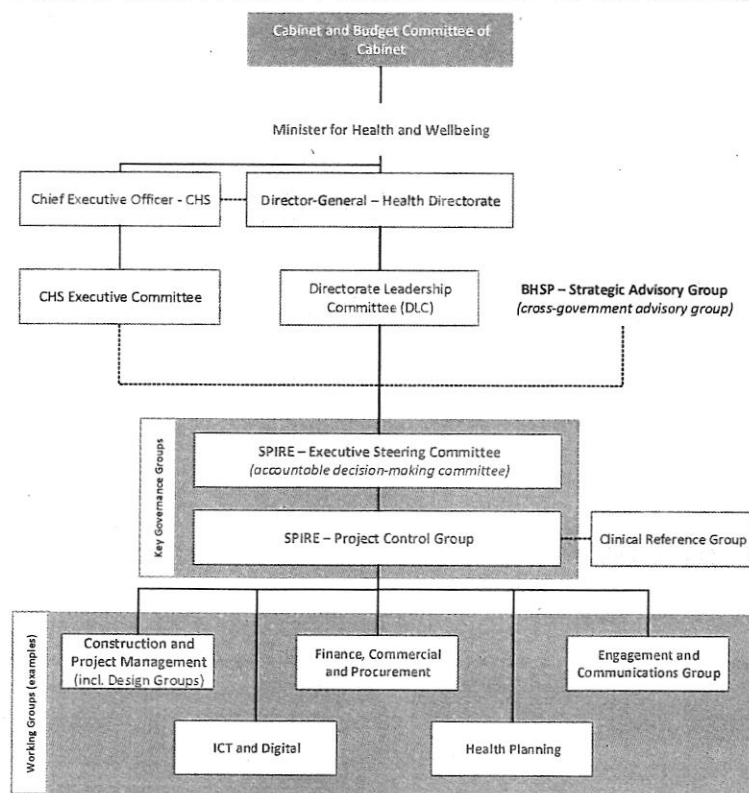 Cabinet and Budget Committee of
Cabinet
Minister for Health and Wellbeing
Chief Executive Officer - CHS
Director-General – Health Directorate
CHS Executive Committee
Directorate Leadership
Committee (DLC)
BHSP – Strategic Advisory Group
(cross-government advisory group)
Key Governance Groups
SPIRE – Executive Steering Committee
(accountable decision-making committee)
SPIRE – Project Control Group
Clinical Reference Group
Working Groups (examples)
Construction and
Project Management
(incl. Design Groups)
Finance, Commercial
and Procurement
Engagement and
Communications Group
ICT and Digital
Health Planning